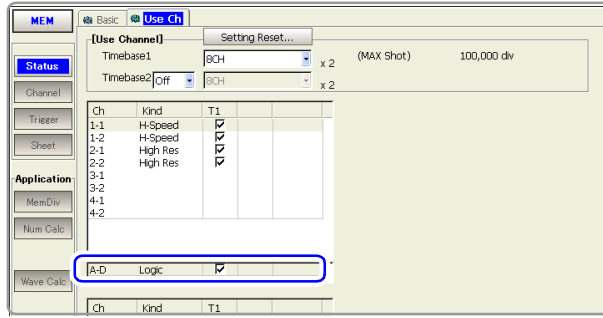 MEM
Basic
Use Ch
[Use Channel]
Setting Reset...
Timebase1
8CH
x 2
(MAX Shot)
100,000 div
Timebase2
Off
8CH
x 2
Status
Channel
Trigger
Sheet
Application
MemDiv
Num Calc
Wave Calc
Ch Kind T1
1-1 H-Speed
1-2 H-Speed
2-1 High Res
2-2 High Res
3-1
3-2
4-1
4-2
A-D Logic
Ch Kind T1